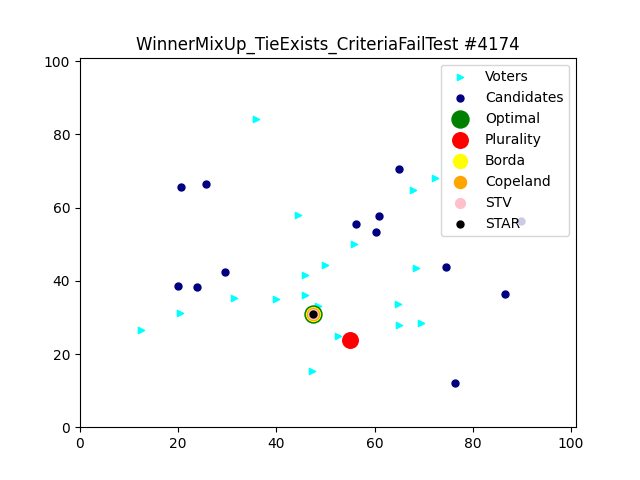 WinnerMixUp_TieExists_CriteriaFailTest #4174
100
80
60
40
20
0
0
20
40
60
80
100
Voters
Candidates
Optimal
Plurality
Borda
Copeland
STV
STAR